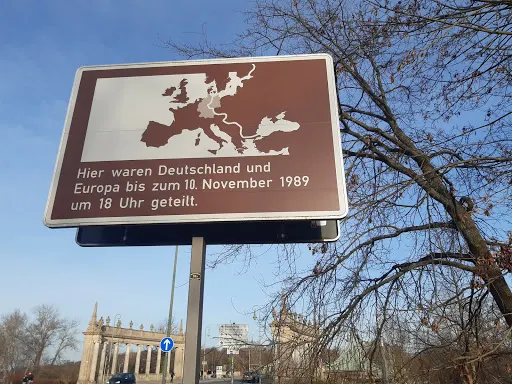 Hier waren Deutschland und
Europa bis zum 10. November 1989
um 18 Uhr geteilt.